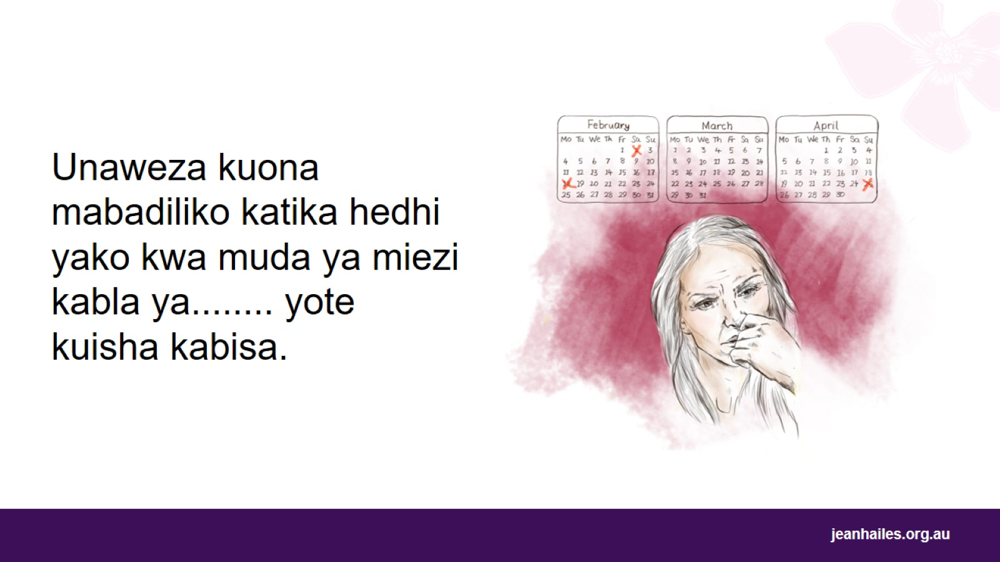 Unaweza kuona
mabadiliko katika hedhi
yako kwa muda ya miezi
kabla ya........ yote
kuisha kabisa.
February
Mo Tu We Th Fr Sa Su
1 3
4 5 6 7 8 9 10
11 12 13 14 15 16 17
19 20 21 22 23 24
25 26 27 28 29 30 31
March
Mo Tu We Th Fr Sa Su
1 2 3 4 5 6 7
8 9 10 11 12 13 14
15 16 17 18 19 20 21
22 23 24 25 26 27 28
29 30 31
April
Mo Tu We Th Fr Sa Su
1 2 3 4
5 6 7 8 9 10 11
12 13 14 15 16 17 18
19 20 21 22 23 24
26 27 28 29 30
jeanhailes.org.au